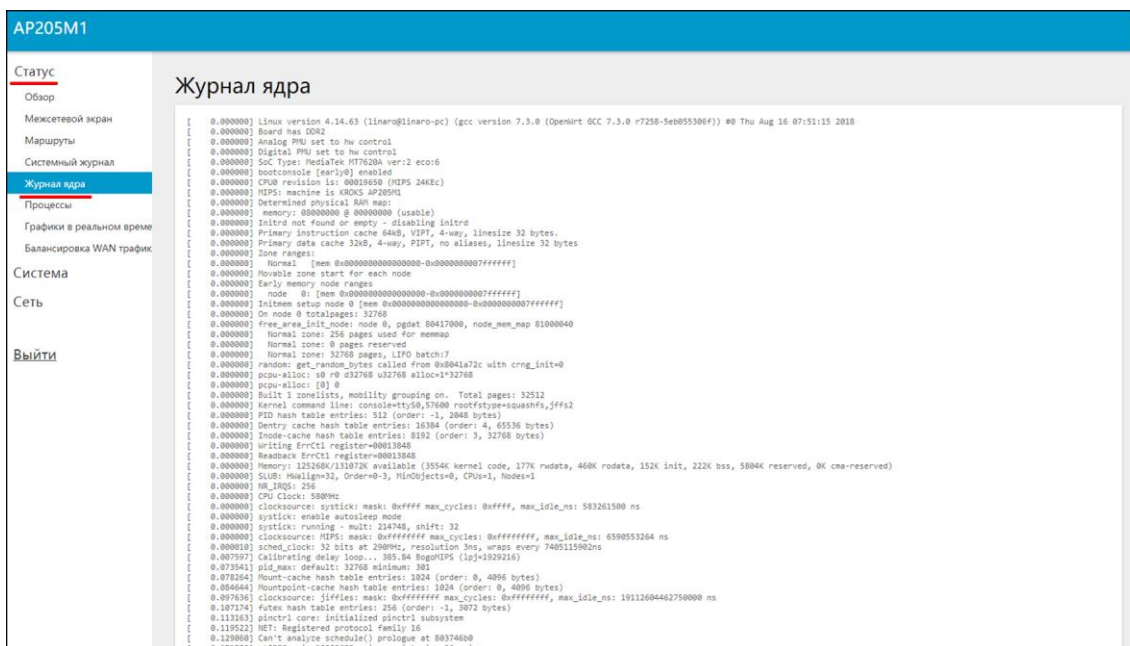 AP205M1
Статус
Обзор
Межсетевой экран
Маршруты
Системный журнал
Журнал ядра
Процессы
Графики в реальном време
Балансировка WAN трафик
Система
Сеть
Выйти
Журнал ядра
[    0.000000] Linux version 4.14.63 (linaro@linaro-pc) (gcc version 7.3.0 (OpenWrt GCC 7.3.0 r7258-5eb055306f)) #0 Thu Aug 16 07:51:15 2018
[    0.000000] Board has DDR2
[    0.000000] Analog PMU set to hw control
[    0.000000] Digital PMU set to hw control
[    0.000000] SoC Type: MediaTek MT7620A ver:2 eco:6
[    0.000000] bootconsole [early0] enabled
[    0.000000] CPU0 revision is: 00019650 (MIPS 24KEc)
[    0.000000] MIPS: machine is KROKS AP205M1
[    0.000000] Determined physical RAM map:
[    0.000000]  memory: 08000000 @ 00000000 (usable)
[    0.000000] Initrd not found or empty - disabling initrd
[    0.000000] Primary instruction cache 64kB, VIPT, 4-way, linesize 32 bytes.
[    0.000000] Primary data cache 32kB, 4-way, PIPT, no aliases, linesize 32 bytes
[    0.000000] Zone ranges:
[    0.000000]   Normal   [mem 0x0000000000000000-0x0000000007ffffff]
[    0.000000] Movable zone start for each node
[    0.000000] Early memory node ranges
[    0.000000]   node   0: [mem 0x0000000000000000-0x0000000007ffffff]
[    0.000000] Initmem setup node 0 [mem 0x0000000000000000-0x0000000007ffffff]
[    0.000000] On node 0 totalpages: 32768
[    0.000000] free_area_init_node: node 0, pgdat 80417000, node_mem_map 81000040
[    0.000000]   Normal zone: 256 pages used for memmap
[    0.000000]   Normal zone: 0 pages reserved
[    0.000000]   Normal zone: 32768 pages, LIFO batch:7
[    0.000000] random: get_random_bytes called from 0x8041a72c with crng_init=0
[    0.000000] pcpu-alloc: s0 r0 d32768 u32768 alloc=1*32768
[    0.000000] pcpu-alloc: [0] 0
[    0.000000] Built 1 zonelists, mobility grouping on.  Total pages: 32512
[    0.000000] Kernel command line: console=ttyS0,57600 rootfstype=squashfs,jffs2
[    0.000000] PID hash table entries: 512 (order: -1, 2048 bytes)
[    0.000000] Dentry cache hash table entries: 16384 (order: 4, 65536 bytes)
[    0.000000] Inode-cache hash table entries: 8192 (order: 3, 32768 bytes)
[    0.000000] Writing ErrCtl register=00013848
[    0.000000] Readback ErrCtl register=00013848
[    0.000000] Memory: 125268K/131072K available (3554K kernel code, 177K rwdata, 460K rodata, 152K init, 222K bss, 5804K reserved, 0K cma-reserved)
[    0.000000] SLUB: HWalign=32, Order=0-3, MinObjects=0, CPUs=1, Nodes=1
[    0.000000] NR_IRQS: 256
[    0.000000] CPU Clock: 580MHz
[    0.000000] clocksource: systick: mask: 0xffff max_cycles: 0xffff, max_idle_ns: 583261500 ns
[    0.000000] systick: enable autosleep mode
[    0.000000] systick: running - mult: 214748, shift: 32
[    0.000000] clocksource: MIPS: mask: 0xffffffff max_cycles: 0xffffffff, max_idle_ns: 6590553264 ns
[    0.000010] sched_clock: 32 bits at 290MHz, resolution 3ns, wraps every 7405115902ns
[    0.007597] Calibrating delay loop... 385.84 BogoMIPS (lpj=1929216)
[    0.073541] pid_max: default: 32768 minimum: 301
[    0.078264] Mount-cache hash table entries: 1024 (order: 0, 4096 bytes)
[    0.084644] Mountpoint-cache hash table entries: 1024 (order: 0, 4096 bytes)
[    0.097636] clocksource: jiffies: mask: 0xffffffff max_cycles: 0xffffffff, max_idle_ns: 19112604462750000 ns
[    0.107174] futex hash table entries: 256 (order: -1, 3072 bytes)
[    0.113163] pinctrl core: initialized pinctrl subsystem
[    0.119522] NET: Registered protocol family 16
[    0.129060] Can't analyze schedule() prologue at 803746b0